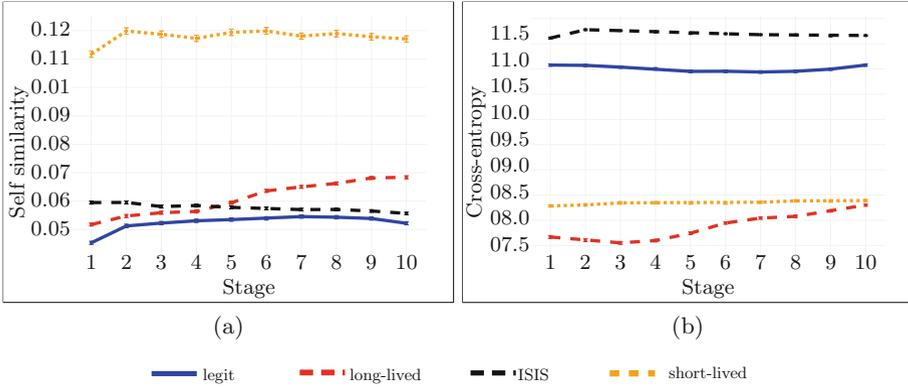 Self similarity
0.12
0.11
0.01
0.09
0.08
0.07
0.06
0.05
1 2 3 4 5 6 7 8 9 10
Stage
(a)
Cross-entropy
11.5
11.0
10.5
10.0
09.5
09.0
08.5
08.0
07.5
1 2 3 4 5 6 7 8 9 10
Stage
(b)
legit long-lived ISIS short-lived